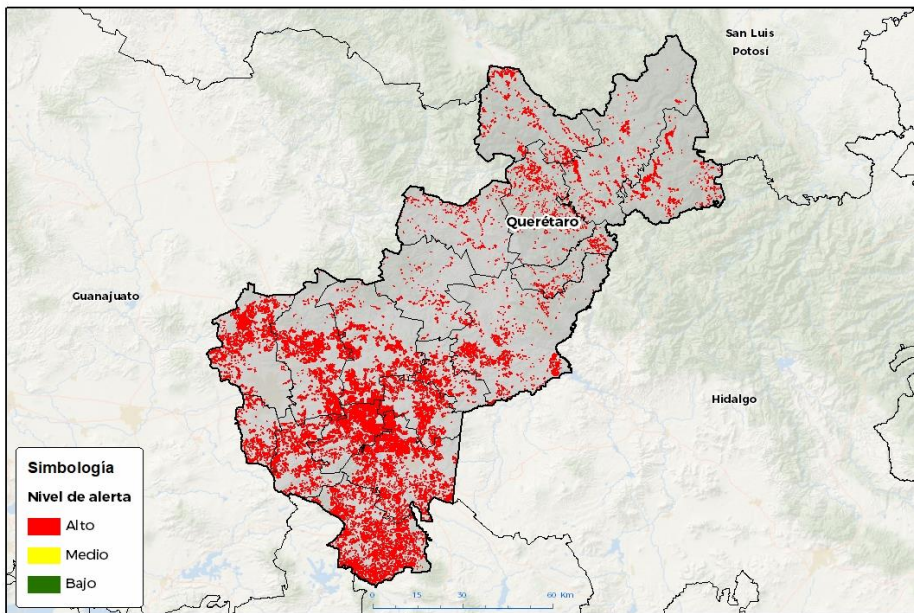 San Luis
Potosí
Querétaro
Guanajuato
Hidalgo
Simbología
Nivel de alerta
Alto
Medio
Bajo
0 15 30 60 Km